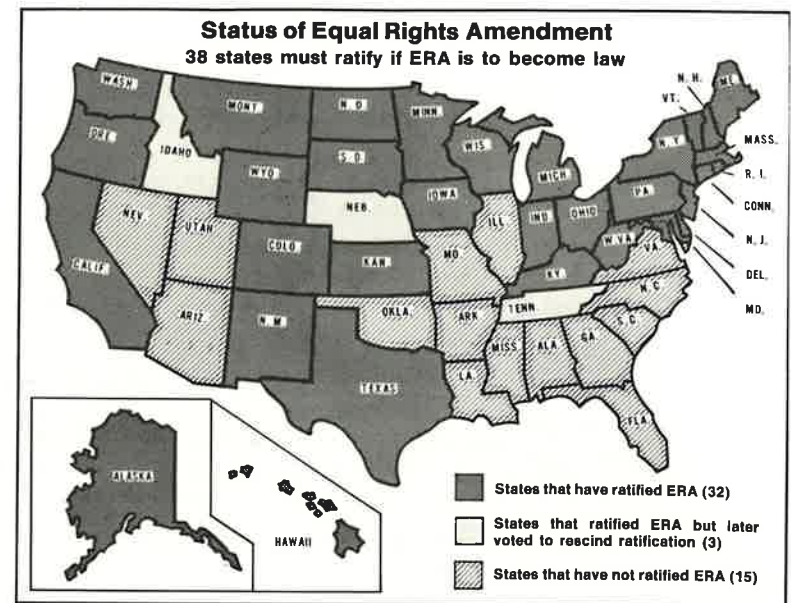 Status of Equal Rights Amendment
38 states must ratify if ERA is to become law
WASH.
ORE.
IDAHO
MONT.
N. D.
S. D.
WYO.
NEB.
MINN.
WIS.
IOWA
MICH.
ILL.
IND.
OHIO
N. H.
VT.
ME.
N. Y.
MASS.
R. I.
CONN.
PA.
N. J.
DEL.
MD.
W.VA.
VA.
N. C.
S. C.
KY.
TENN.
NEV.
UTAH
COLO.
KAN.
MO.
CALIF.
ARIZ.
N. M.
OKLA.
ARK.
TEXAS
LA.
MISS.
ALA.
GA.
FLA.
ALASKA
HAWAII
States that have ratified ERA (32)
States that ratified ERA but later
voted to rescind ratification (3)
States that have not ratified ERA (15)